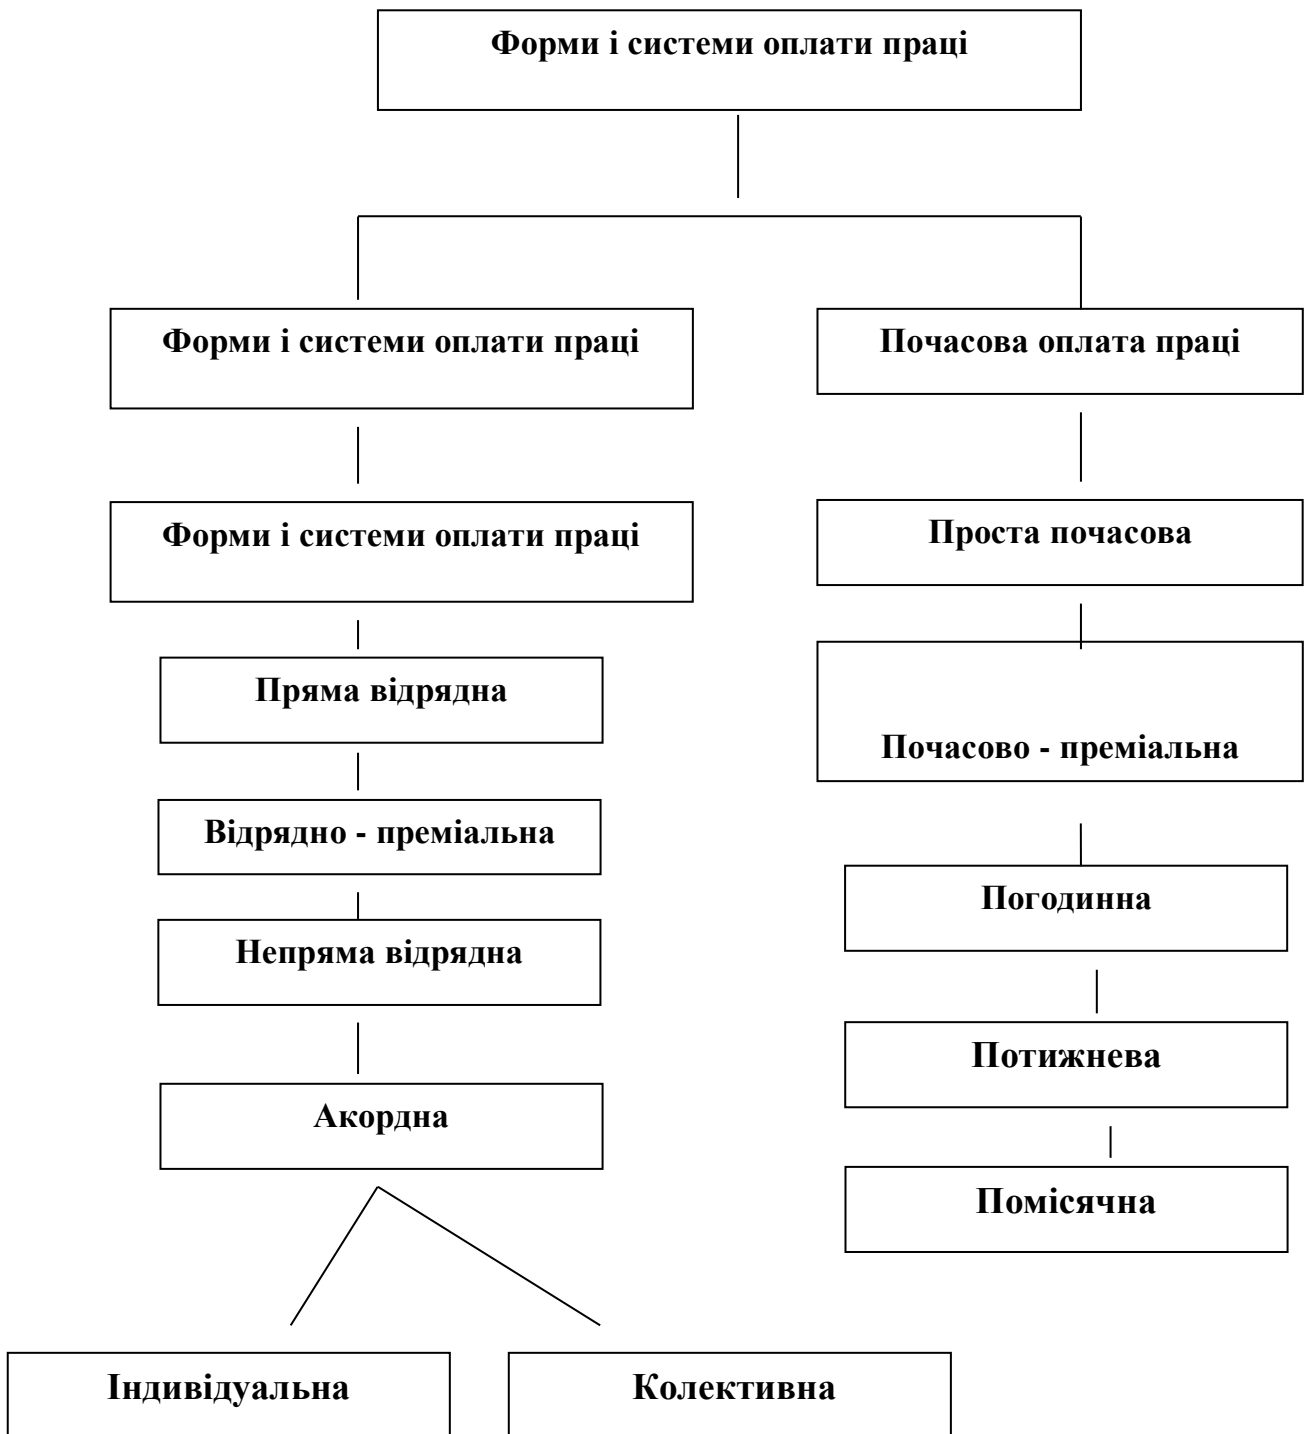 Форми і системи оплати праці
Форми і системи оплати праці
Почасова оплата праці
Форми і системи оплати праці
Проста почасова
Пряма відрядна
Почасово - преміальна
Відрядно - преміальна
Погодинна
Непряма відрядна
Потижнева
Акордна
Помісячна
Індивідуальна
Колективна